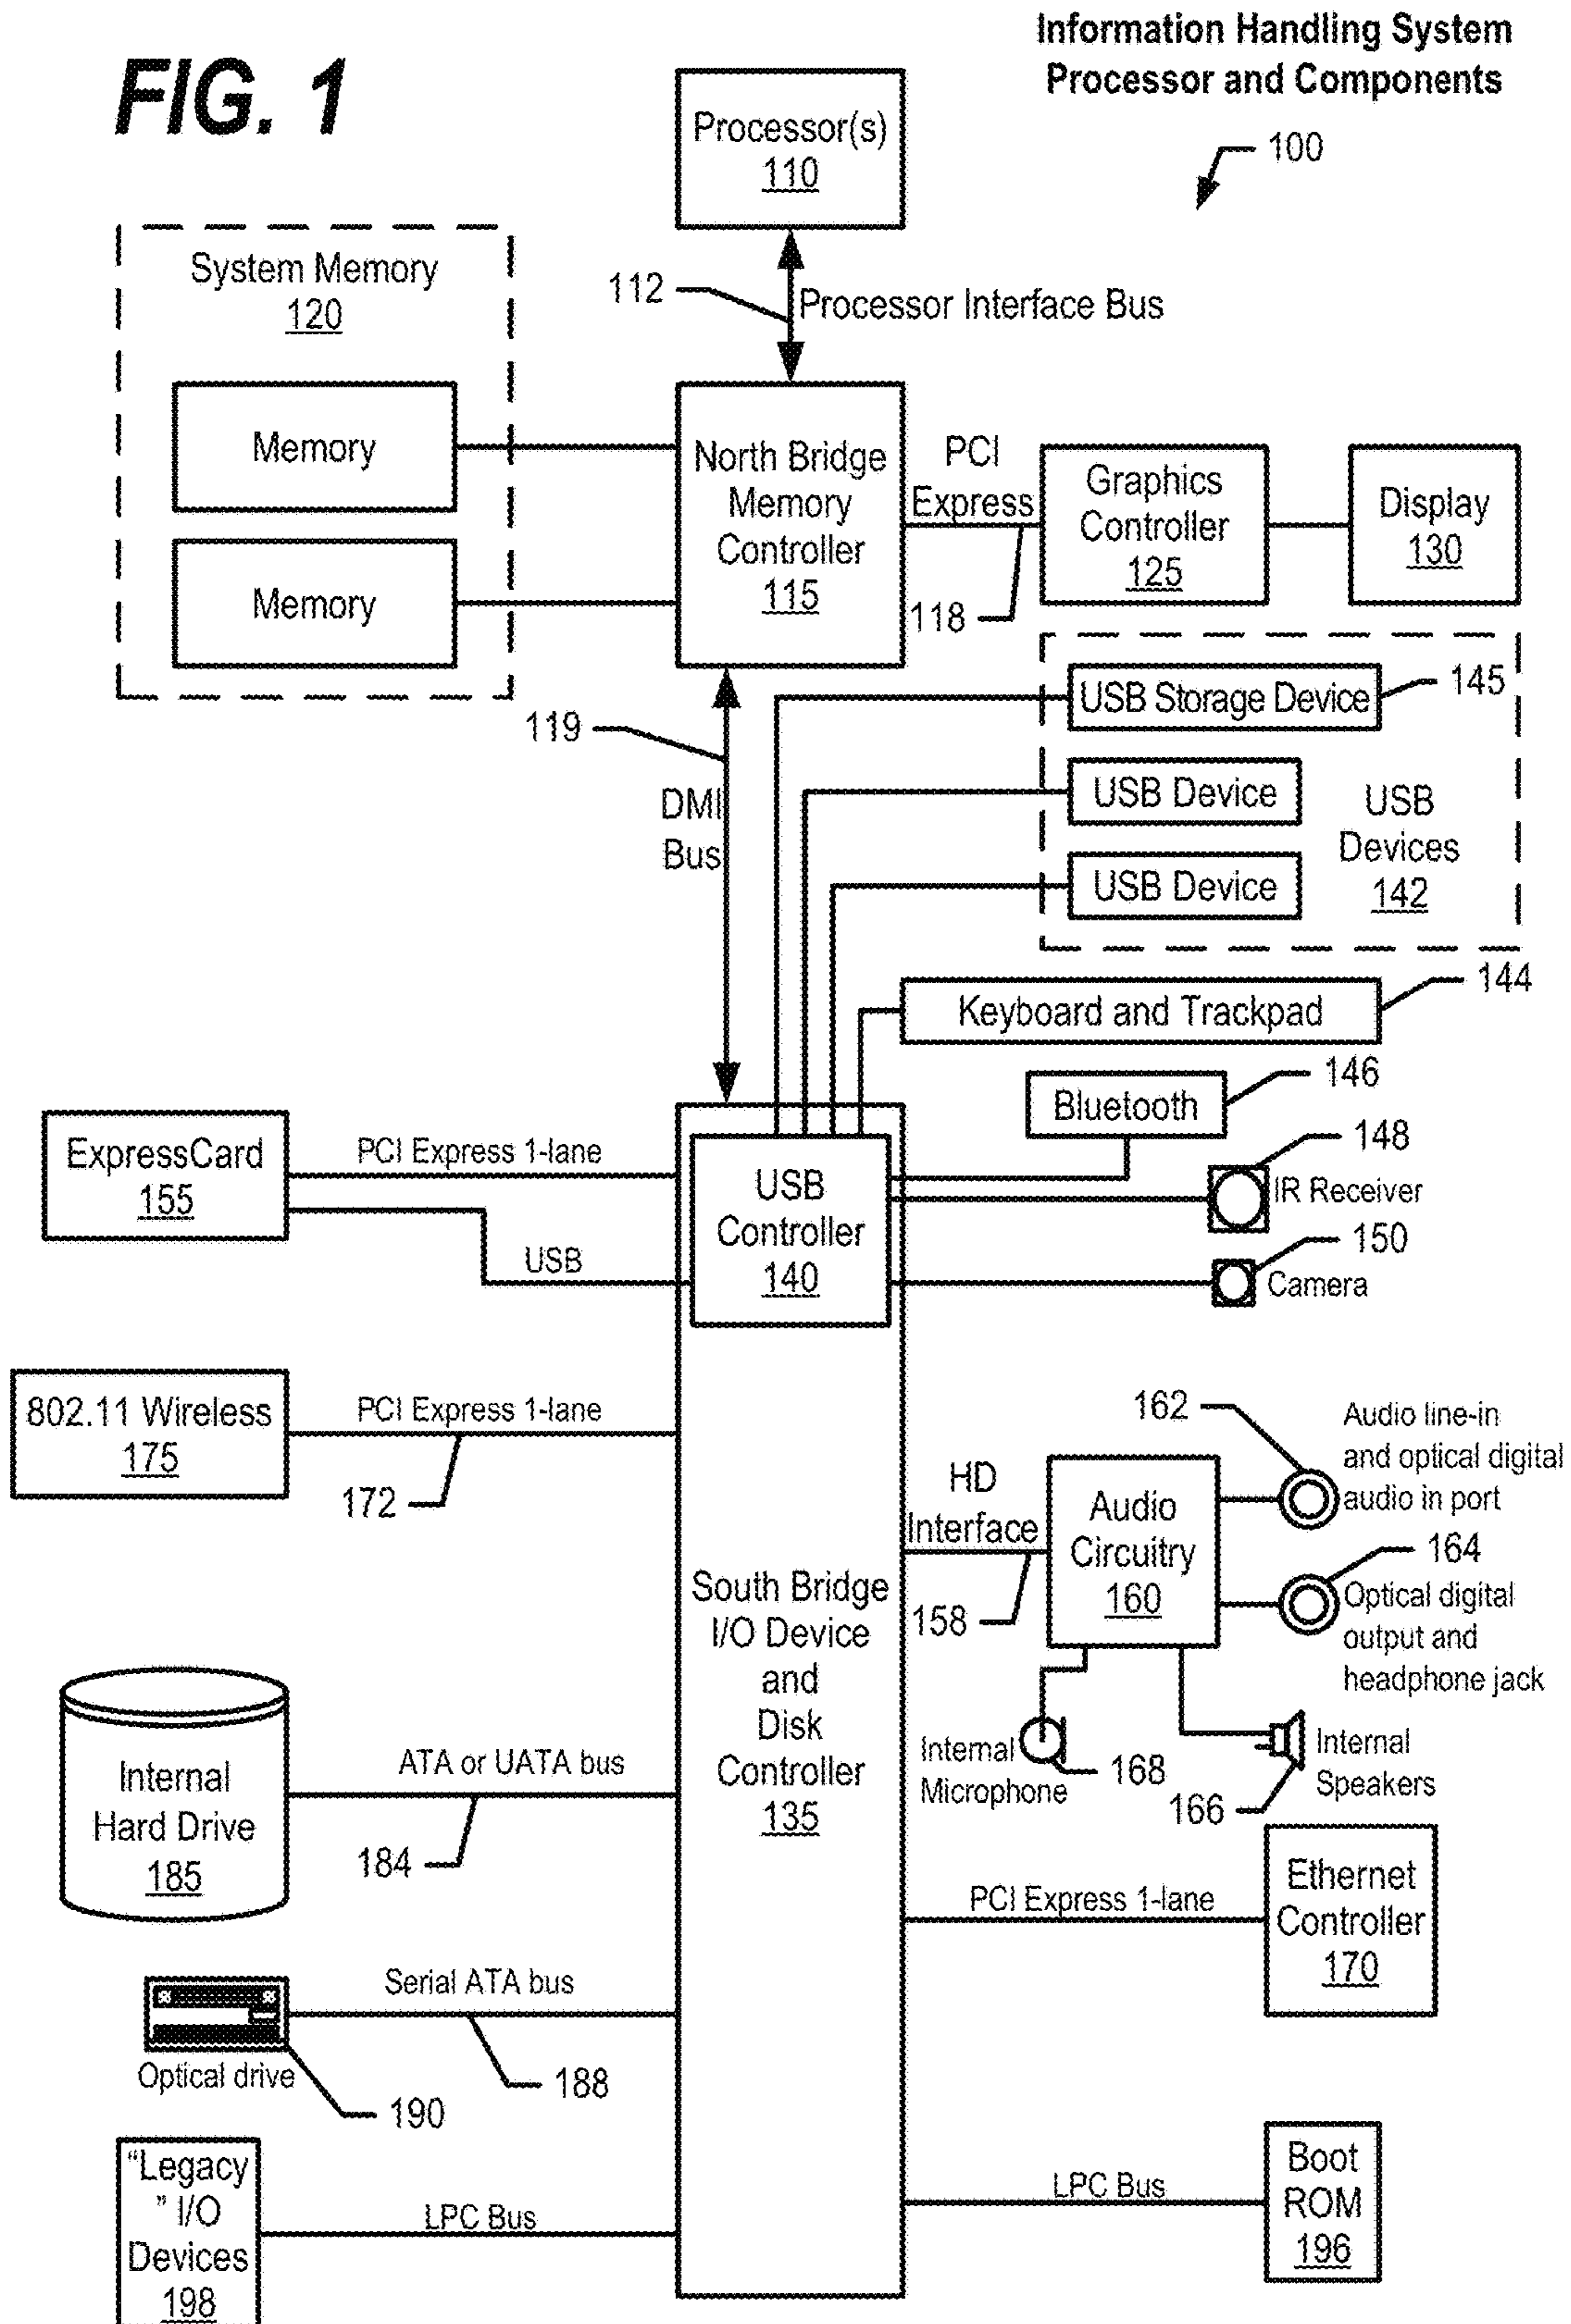 FIG. 1
Information Handling System
Processor and Components
100
Processor(s)
110
112
Processor Interface Bus
System Memory
120
Memory
Memory
North Bridge
Memory
Controller
115
PCI
Express
118
Graphics
Controller
125
Display
130
119
DMI
Bus
USB Storage Device
145
USB Device
USB Device
USB
Devices
142
Keyboard and Trackpad
144
Bluetooth
146
148
IR Receiver
150
Camera
ExpressCard
155
PCI Express 1-lane
USB
USB
Controller
140
802.11 Wireless
175
PCI Express 1-lane
172
162
Audio line-in
and optical digital
audio in port
HD
Interface
158
Audio
Circuitry
160
164
Optical digital
output and
headphone jack
South Bridge
I/O Device
and
Disk
Controller
135
Internal
Microphone
168
166
Internal
Speakers
Internal
Hard Drive
185
ATA or UATA bus
184
PCI Express 1-lane
Ethernet
Controller
170
Serial ATA bus
188
Optical drive
190
"Legacy
" I/O
Devices
198
LPC Bus
LPC Bus
Boot
ROM
196